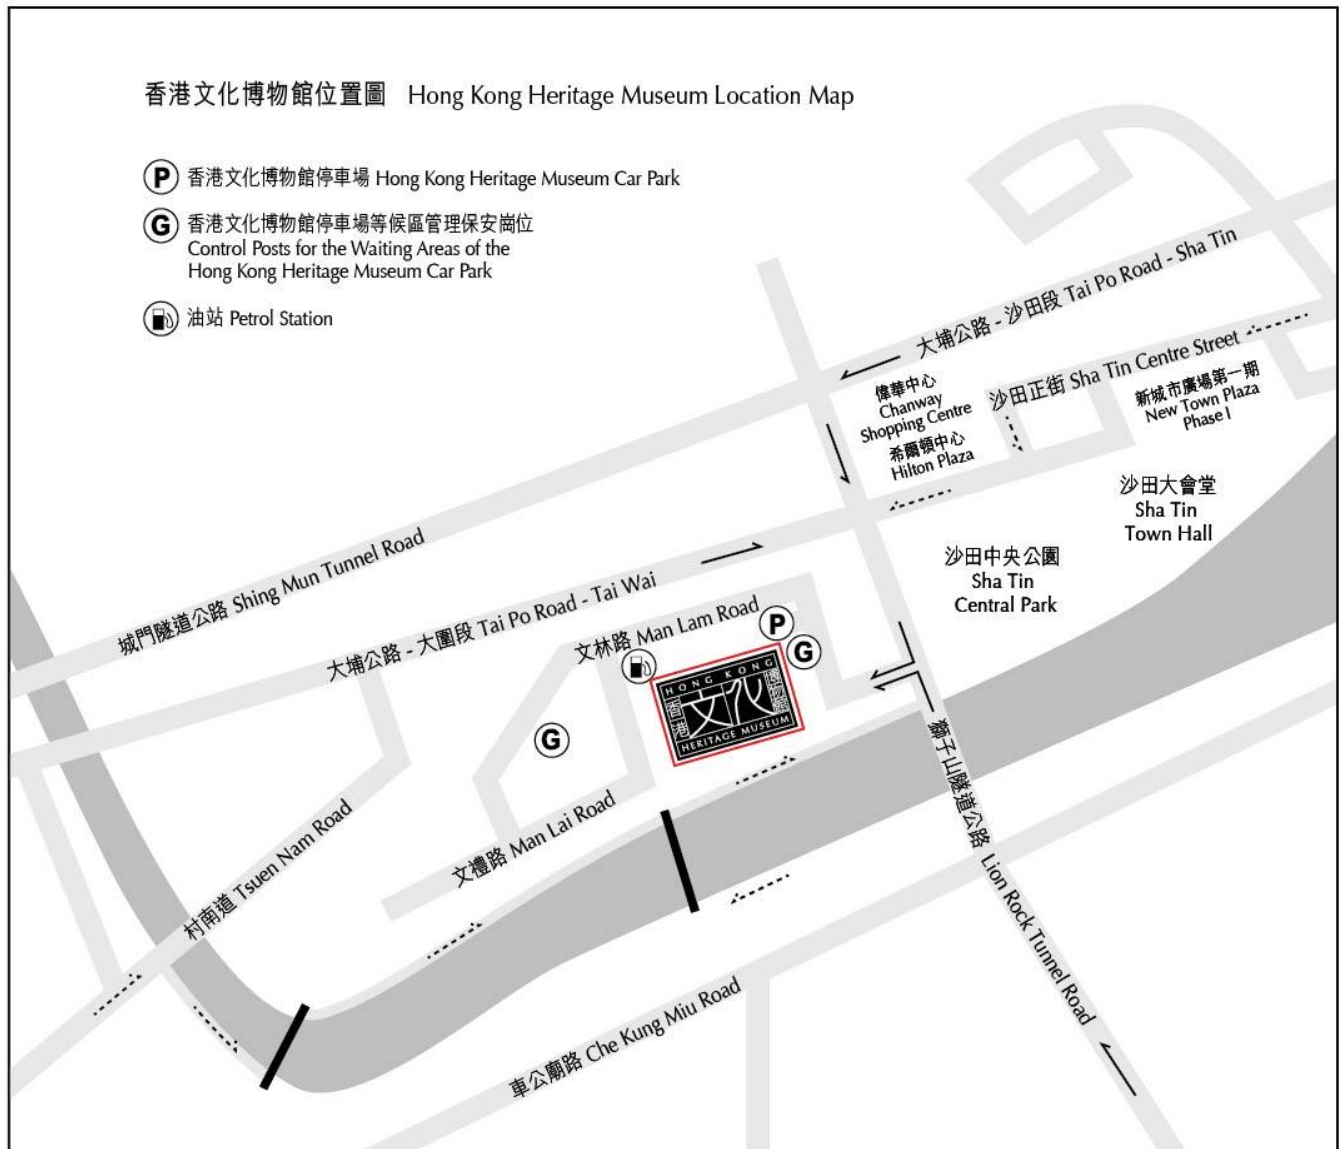 香港文化博物館位置圖 Hong Kong Heritage Museum Location Map
P 香港文化博物館停車場 Hong Kong Heritage Museum Car Park
G 香港文化博物館停車場等候區管理保安崗位
Control Posts for the Waiting Areas of the
Hong Kong Heritage Museum Car Park
油站 Petrol Station
大埔公路 - 沙田段 Tai Po Road - Sha Tin
沙田正街 Sha Tin Centre Street
偉華中心
Chanway
Shopping Centre
希爾頓中心
Hilton Plaza
新城市廣場第一期
New Town Plaza
Phase I
沙田大會堂
Sha Tin
Town Hall
沙田中央公園
Sha Tin
Central Park
城門隧道公路 Shing Mun Tunnel Road
大埔公路 - 大圍段 Tai Po Road - Tai Wai
文林路 Man Lam Road
P
G
HONG KONG
香港
文化
博物館
HERITAGE MUSEUM
G
文禮路 Man Lai Road
村南道 Tsuen Nam Road
獅子山隧道公路 Lion Rock Tunnel Road
車公廟路 Che Kung Miu Road